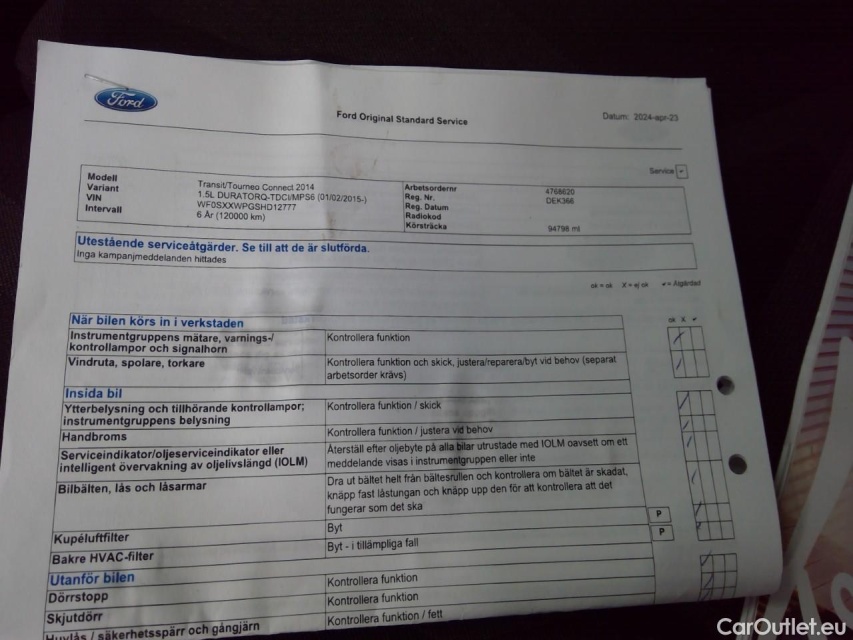 Ford
Ford Original Standard Service
Datum: 2024-apr-23
Service
Modell Transit/Tourneo Connect 2014
Variant 1.5L DURATORQ-TDCI/MPS6 (01/02/2015-)
VIN WF0SXXWPGSHD12777
Intervall 6 År (120000 km)
Arbetsordernr 4768620
Reg. Nr. DEK366
Reg. Datum
Radiokod
Körsträcka 94798 mi
Utestående serviceåtgärder. Se till att de är slutförda.
Inga kampanjmeddelanden hittades
ok = ok X = ej ok ✔= Åtgärdad
När bilen körs in i verkstaden
ok X ✔
Instrumentgruppens mätare, varnings-/
kontrollampor och signalhorn
Kontrollera funktion
Vindruta, spolare, torkare
Kontrollera funktion och skick, justera/reparera/byt vid behov (separat
arbetsorder krävs)
Insida bil
Ytterbelysning och tillhörande kontrollampor;
instrumentgruppens belysning
Kontrollera funktion / skick
Handbroms
Kontrollera funktion / justera vid behov
Serviceindikator/oljeserviceindikator eller
intelligent övervakning av oljelivslängd (IOLM)
Återställ efter oljebyte på alla bilar utrustade med IOLM oavsett om ett
meddelande visas i instrumentgruppen eller inte
Bilbälten, lås och låsarmar
Dra ut bältet helt från bältesrullen och kontrollera om bältet är skadat,
knäpp fast låstungan och knäpp upp den för att kontrollera att det
fungerar som det ska
Kupéluftfilter
Byt
P
Bakre HVAC-filter
Byt - i tillämpliga fall
P
Utanför bilen
Dörrstopp
Kontrollera funktion
Skjutdörr
Kontrollera funktion
Huvlås / säkerhetsspärr och gångjärn
Kontrollera funktion / fett
CarOutlet.eu